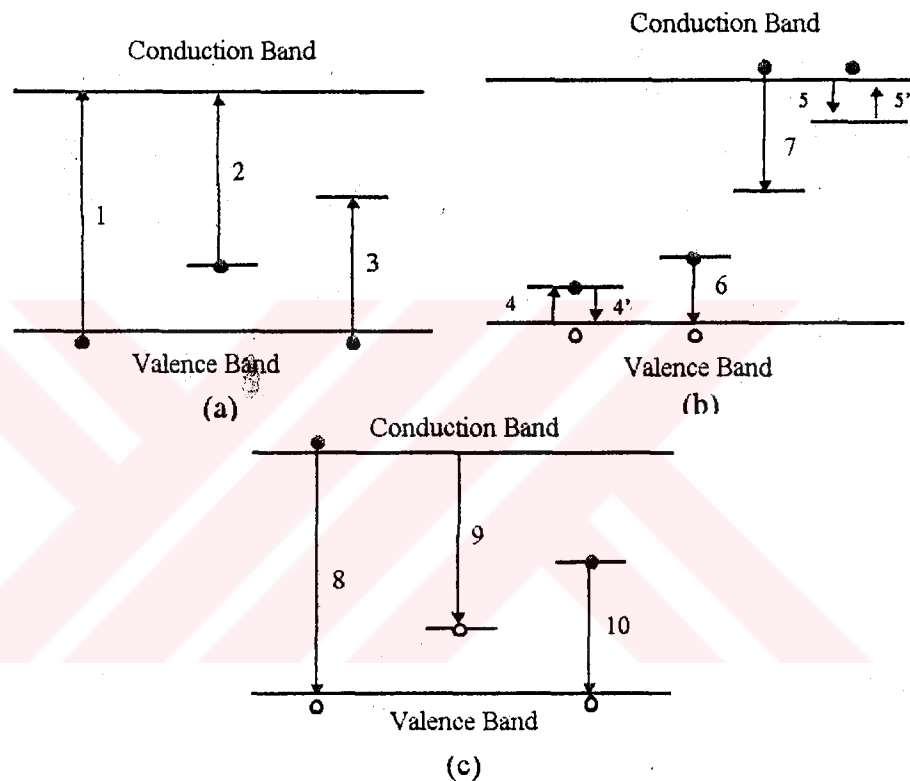 Conduction Band
1
2
3
Valence Band
(a)
Conduction Band
5
5'
7
4
4'
6
Valence Band
(b)
Conduction Band
8
9
10
Valence Band
(c)